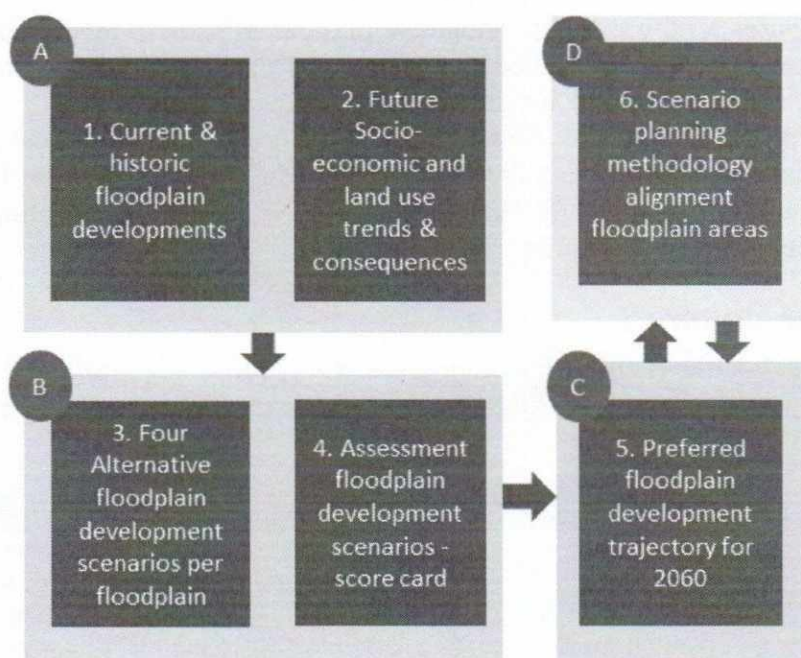 A
1. Current &
historic
floodplain
developments
2. Future
Socio-
economic and
land use
trends &
consequences
B
3. Four
Alternative
floodplain
development
scenarios per
floodplain
4. Assessment
floodplain
development
scenarios -
score card
C
5. Preferred
floodplain
development
trajectory for
2060
D
6. Scenario
planning
methodology
alignment
floodplain areas